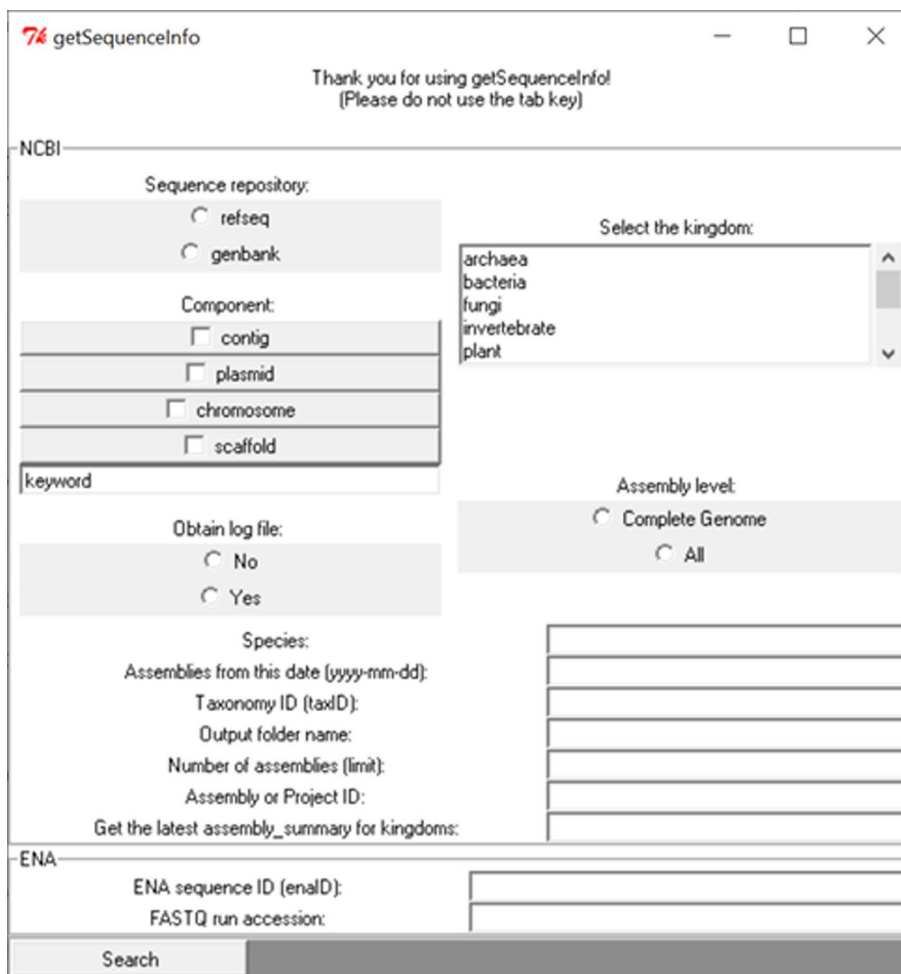 getSequenceInfo
Thank you for using getSequenceInfo!
(Please do not use the tab key)
NCBI
Sequence repository:
refseq
genbank
Select the kingdom:
archaea
bacteria
fungi
invertebrate
plant
Component:
contig
plasmid
chromosome
scaffold
keyword
Assembly level:
Complete Genome
All
Obtain log file:
No
Yes
Species:
Assemblies from this date (yyyy-mm-dd):
Taxonomy ID (taxID):
Output folder name:
Number of assemblies (limit):
Assembly or Project ID:
Get the latest assembly_summary for kingdoms:
ENA
ENA sequence ID (enaID):
FASTQ run accession:
Search